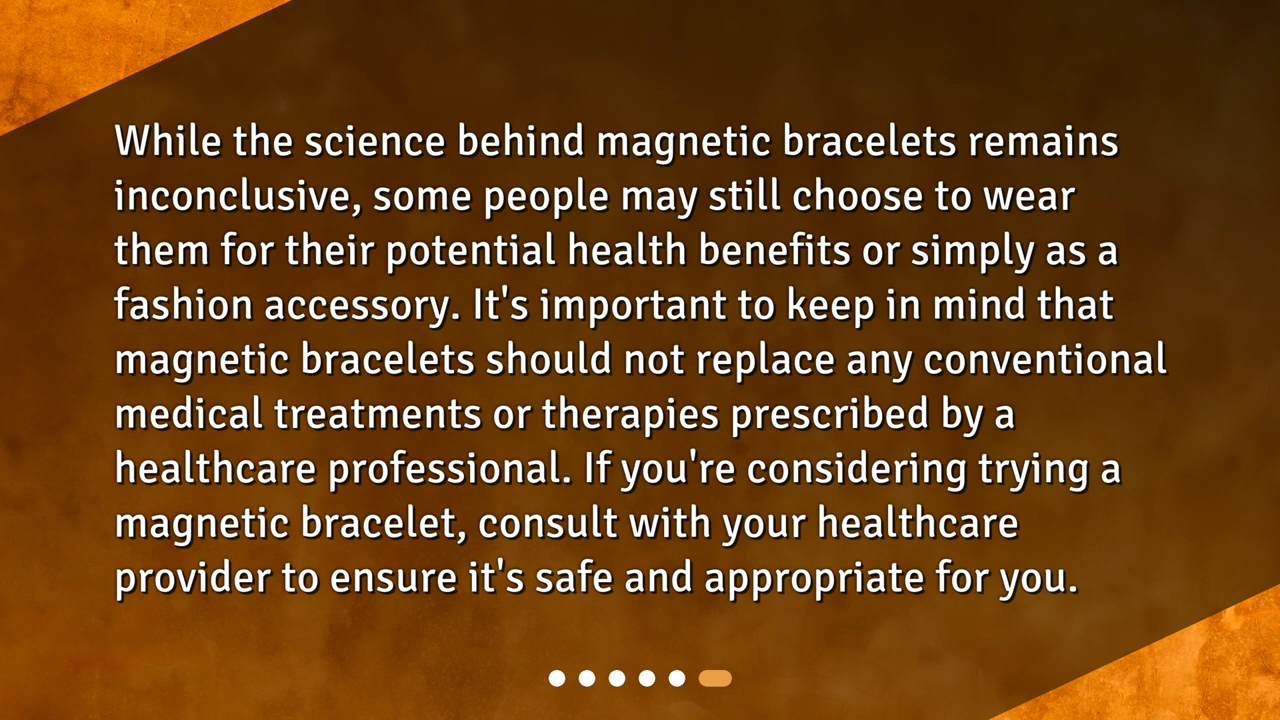 While the science behind magnetic bracelets remains
inconclusive, some people may still choose to wear
them for their potential health benefits or simply as a
fashion accessory. It's important to keep in mind that
magnetic bracelets should not replace any conventional
medical treatments or therapies prescribed by a
healthcare professional. If you're considering trying a
magnetic bracelet, consult with your healthcare
provider to ensure it's safe and appropriate for you.